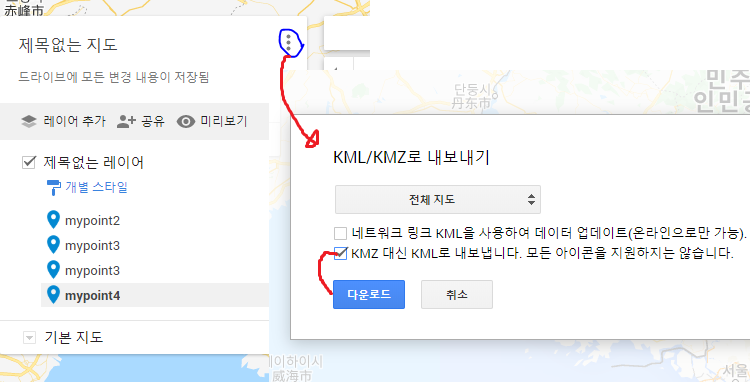 赤峰市
제목없는 지도
드라이브에 모든 변경 내용이 저장됨
레이어 추가 공유 미리보기
제목없는 레이어
개별 스타일
mypoint2
mypoint3
mypoint3
mypoint4
기본 지도
단둥시
丹东市
민주
인민공
KML/KMZ로 내보내기
전체 지도
네트워크 링크 KML을 사용하여 데이터 업데이트(온라인으로만 가능).
KMZ 대신 KML로 내보냅니다. 모든 아이콘을 지원하지는 않습니다.
다운로드 취소
웨이하이시
威海市
서울